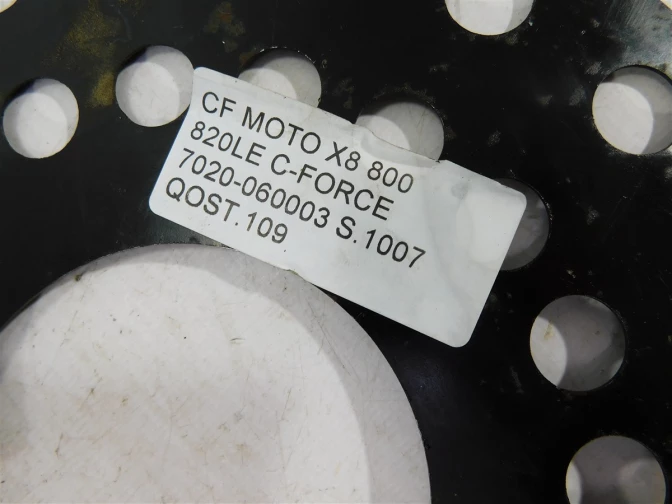 CF MOTO X8 800
820LE C-FORCE
7020-060003 S.1007
QOST.109